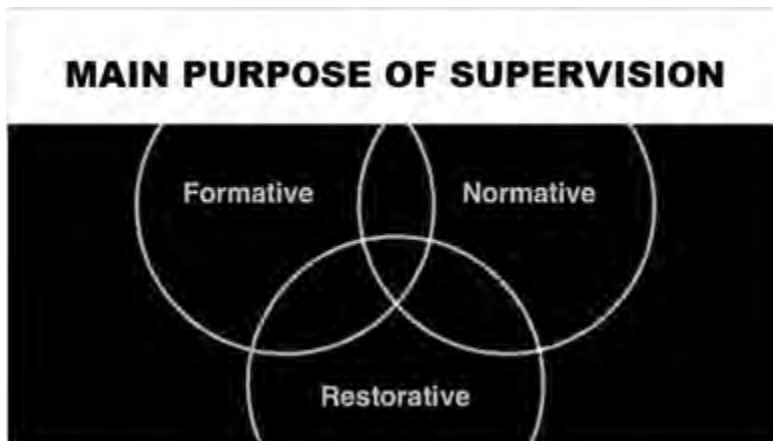 MAIN PURPOSE OF SUPERVISION
Formative
Normative
Restorative